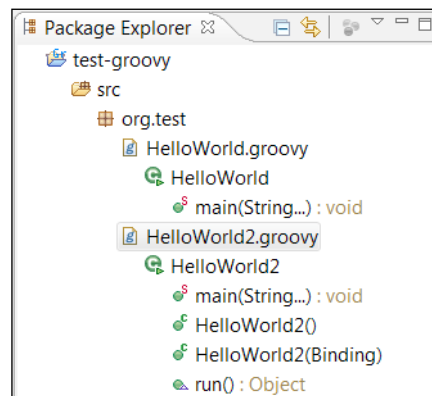 Package Explorer
test-groovy
src
org.test
HelloWorld.groovy
HelloWorld
main(String...) : void
HelloWorld2.groovy
HelloWorld2
main(String...) : void
HelloWorld2()
HelloWorld2(Binding)
run() : Object